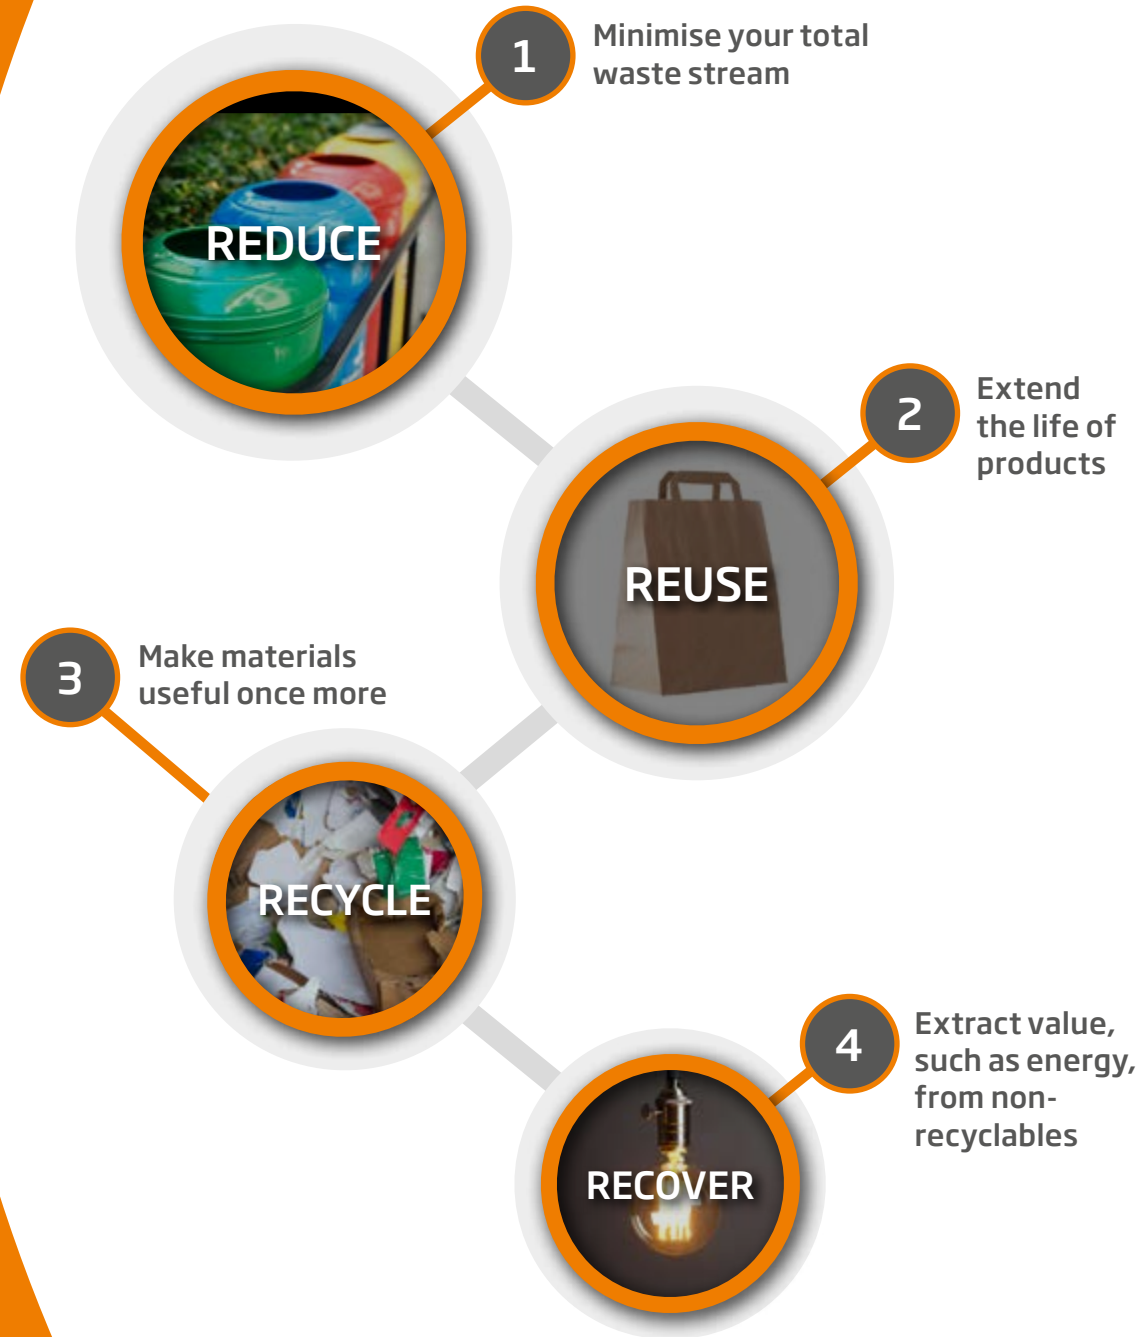 1
Minimise your total
waste stream
REDUCE
2
Extend
the life of
products
REUSE
3
Make materials
useful once more
RECYCLE
4
Extract value,
such as energy,
from non-
recyclables
RECOVER